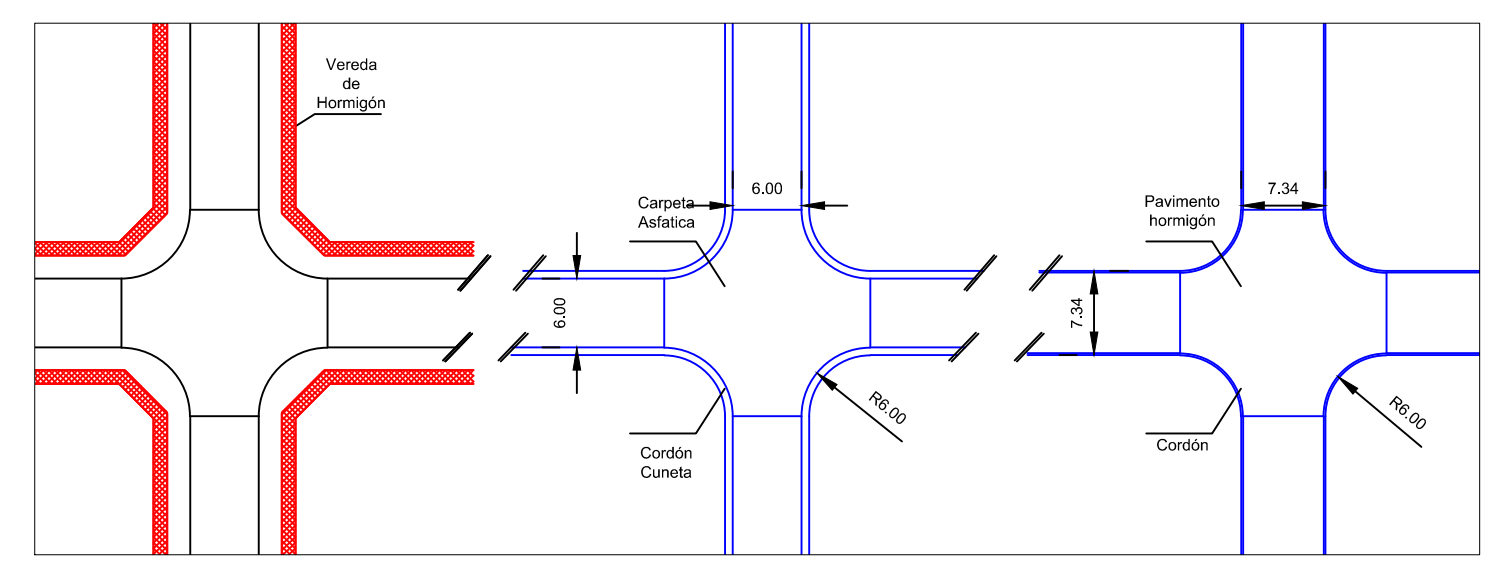 Vereda
de
Hormigón
Carpeta
Asfatica
6.00
6.00
Cordón
Cuneta
R6.00
Pavimento
hormigón
7.34
7.34
Cordón
R6.00